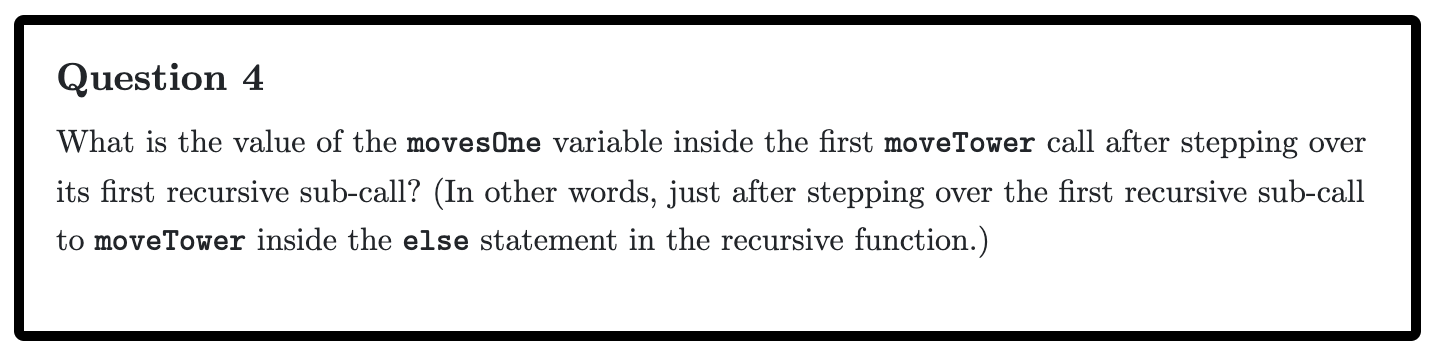 Question 4
What is the value of the movesOne variable inside the first moveTower call after stepping over
its first recursive sub-call? (In other words, just after stepping over the first recursive sub-call
to moveTower inside the else statement in the recursive function.)